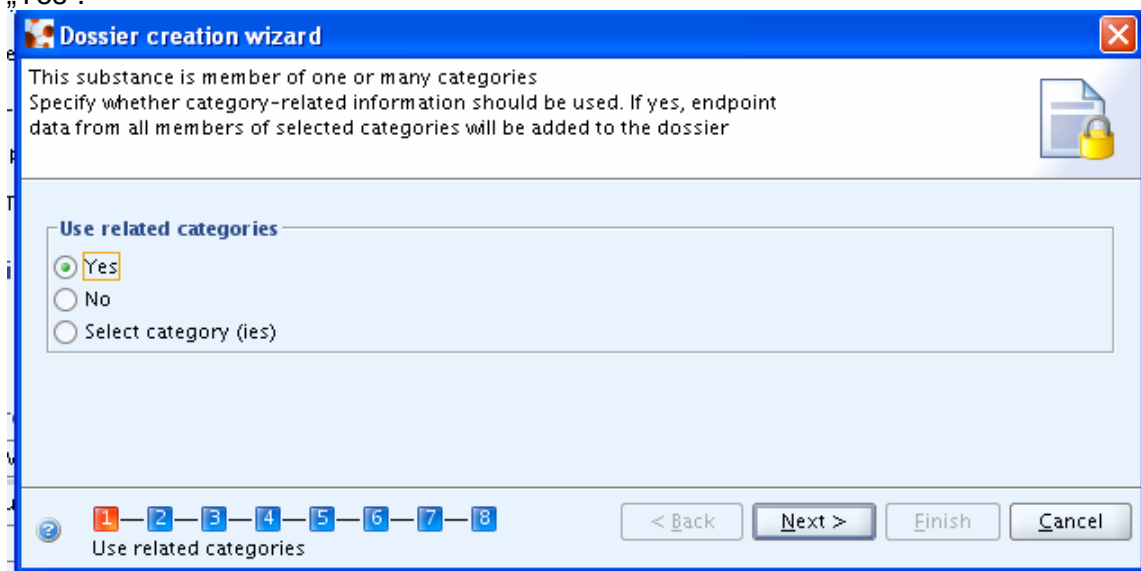 „Yes".
Dossier creation wizard
This substance is member of one or many categories
Specify whether category-related information should be used. If yes, endpoint
data from all members of selected categories will be added to the dossier
Use related categories
Yes
No
Select category (ies)
1 2 3 4 5 6 7 8
< Back Next > Finish Cancel
Use related categories